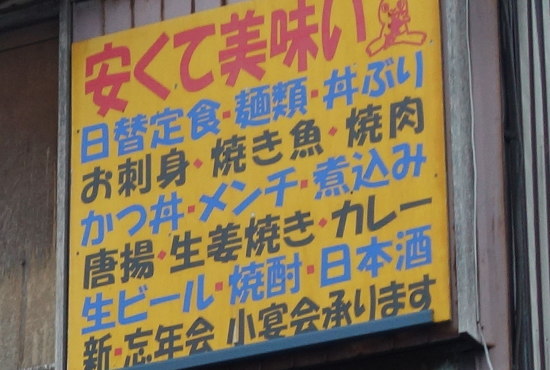 安くて美味い
日替定食・麺類・丼ぶり
お刺身・焼き魚・焼肉
かつ丼・メンチ・煮込み
唐揚・生姜焼き・カレー
生ビール・焼酎・日本酒
新・忘年会 小宴会承ります